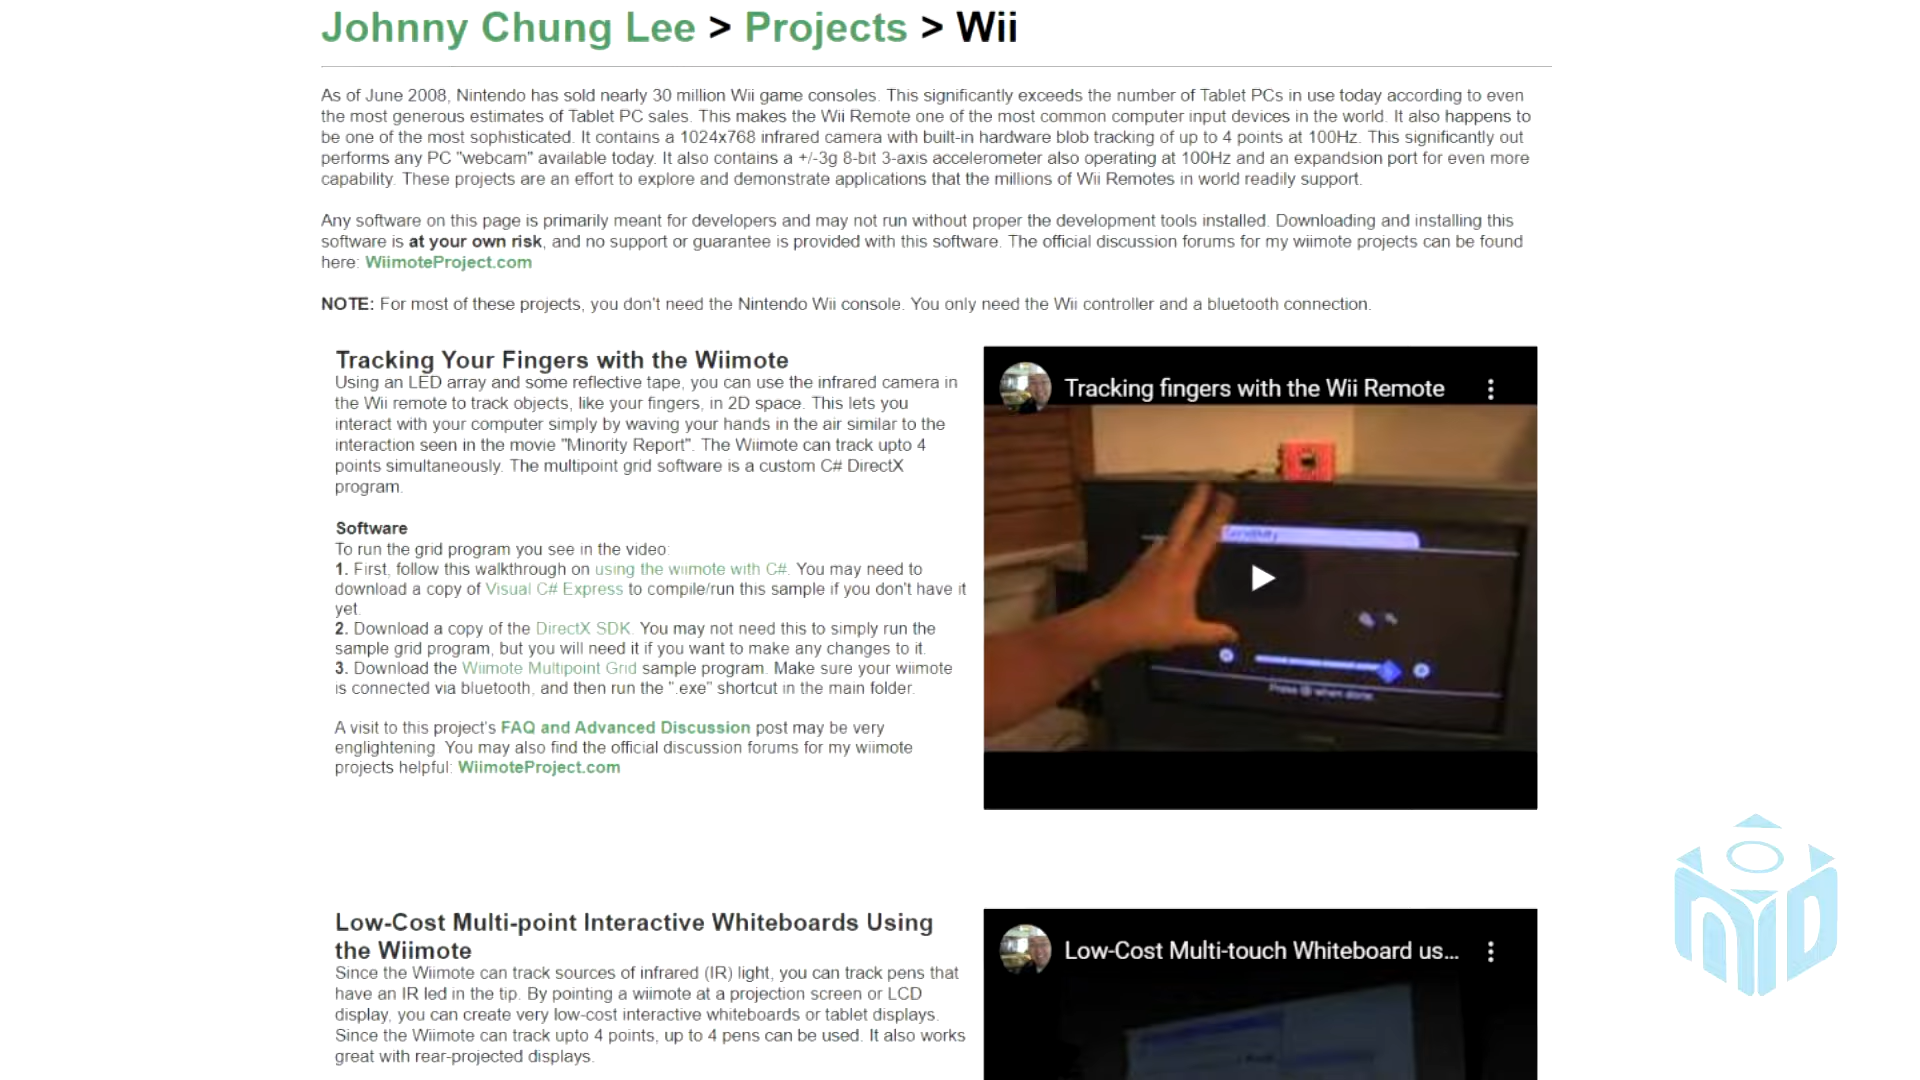 Johnny Chung Lee > Projects > Wii
As of June 2008, Nintendo has sold nearly 30 million Wii game consoles. This significantly exceeds the number of Tablet PCs in use today according to even
the most generous estimates of Tablet PC sales. This makes the Wii Remote one of the most common computer input devices in the world. It also happens to
be one of the most sophisticated. It contains a 1024x768 infrared camera with built-in hardware blob tracking of up to 4 points at 100Hz. This significantly out
performs any PC "webcam" available today. It also contains a +/-3g 8-bit 3-axis accelerometer also operating at 100Hz and an expandsion port for even more
capability. These projects are an effort to explore and demonstrate applications that the millions of Wii Remotes in world readily support.
Any software on this page is primarily meant for developers and may not run without proper the development tools installed. Downloading and installing this
software is at your own risk, and no support or guarantee is provided with this software. The official discussion forums for my wiimote projects can be found
here: WiimoteProject.com
NOTE: For most of these projects, you don't need the Nintendo Wii console. You only need the Wii controller and a bluetooth connection.
Tracking Your Fingers with the Wiimote
Using an LED array and some reflective tape, you can use the infrared camera in
the Wii remote to track objects, like your fingers, in 2D space. This lets you
interact with your computer simply by waving your hands in the air similar to the
interaction seen in the movie "Minority Report". The Wiimote can track upto 4
points simultaneously. The multipoint grid software is a custom C# DirectX
program.
Software
To run the grid program you see in the video:
1. First, follow this walkthrough on using the wiimote with C#. You may need to
download a copy of Visual C# Express to compile/run this sample if you don't have it
yet.
2. Download a copy of the DirectX SDK. You may not need this to simply run the
sample grid program, but you will need it if you want to make any changes to it.
3. Download the Wiimote Multipoint Grid sample program. Make sure your wiimote
is connected via bluetooth, and then run the ".exe" shortcut in the main folder.
A visit to this project's FAQ and Advanced Discussion post may be very
englightening. You may also find the official discussion forums for my wiimote
projects helpful: WiimoteProject.com
Tracking fingers with the Wii Remote
Sensitivity
Press when done.
Low-Cost Multi-point Interactive Whiteboards Using
the Wiimote
Since the Wiimote can track sources of infrared (IR) light, you can track pens that
have an IR led in the tip. By pointing a wiimote at a projection screen or LCD
display, you can create very low-cost interactive whiteboards or tablet displays.
Since the Wiimote can track upto 4 points, up to 4 pens can be used. It also works
great with rear-projected displays.
Low-Cost Multi-touch Whiteboard us...